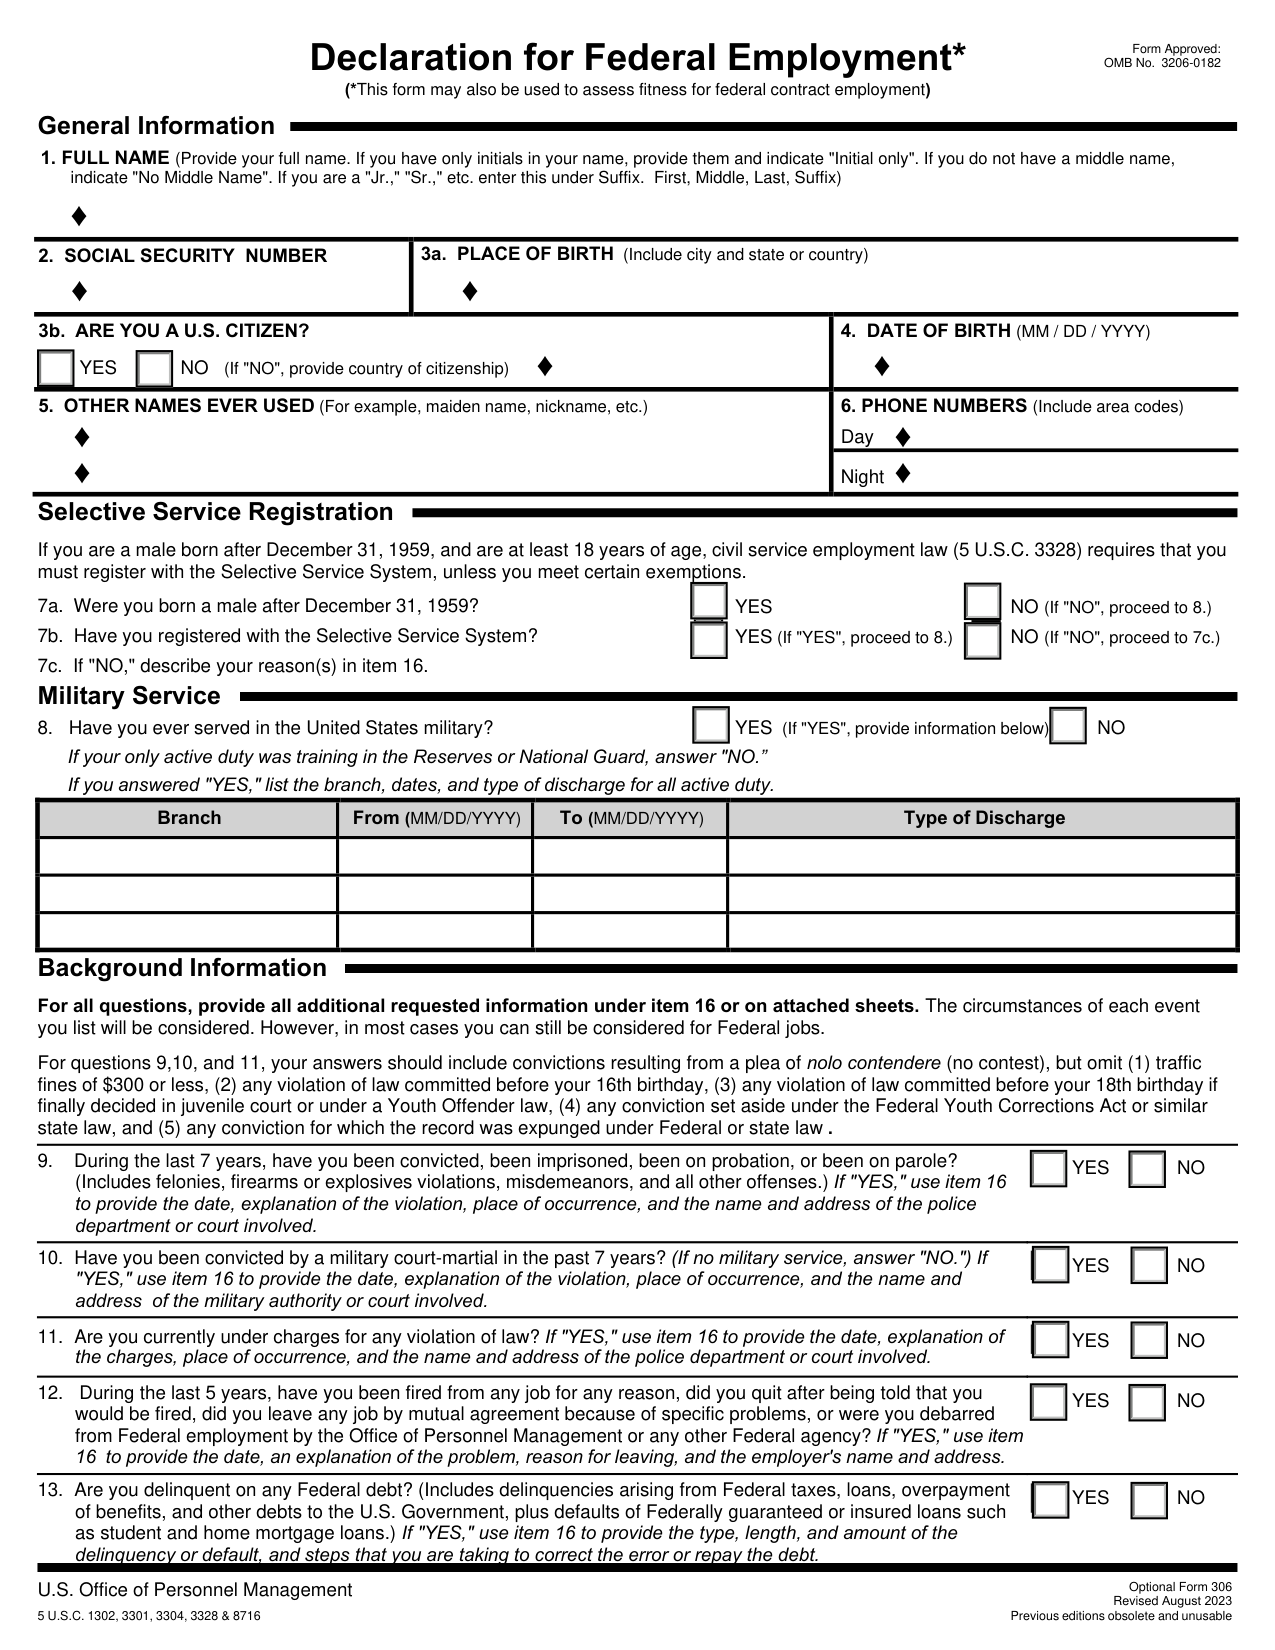 Declaration for Federal Employment*
Form Approved:
OMB No. 3206-0182
(*This form may also be used to assess fitness for federal contract employment)
General Information
1. FULL NAME (Provide your full name. If you have only initials in your name, provide them and indicate "Initial only". If you do not have a middle name,
indicate "No Middle Name". If you are a "Jr.," "Sr.," etc. enter this under Suffix. First, Middle, Last, Suffix)
♦
2. SOCIAL SECURITY NUMBER
♦
3a. PLACE OF BIRTH (Include city and state or country)
♦
3b. ARE YOU A U.S. CITIZEN?
YES NO (If "NO", provide country of citizenship) ♦
4. DATE OF BIRTH (MM / DD / YYYY)
♦
5. OTHER NAMES EVER USED (For example, maiden name, nickname, etc.)
♦
♦
6. PHONE NUMBERS (Include area codes)
Day ♦
Night ♦
Selective Service Registration
If you are a male born after December 31, 1959, and are at least 18 years of age, civil service employment law (5 U.S.C. 3328) requires that you
must register with the Selective Service System, unless you meet certain exemptions.
7a. Were you born a male after December 31, 1959? YES NO (If "NO", proceed to 8.)
7b. Have you registered with the Selective Service System? YES (If "YES", proceed to 8.) NO (If "NO", proceed to 7c.)
7c. If "NO," describe your reason(s) in item 16.
Military Service
8. Have you ever served in the United States military? YES (If "YES", provide information below) NO
If your only active duty was training in the Reserves or National Guard, answer "NO.”
If you answered "YES," list the branch, dates, and type of discharge for all active duty.
Branch From (MM/DD/YYYY) To (MM/DD/YYYY) Type of Discharge
Background Information
For all questions, provide all additional requested information under item 16 or on attached sheets. The circumstances of each event
you list will be considered. However, in most cases you can still be considered for Federal jobs.
For questions 9,10, and 11, your answers should include convictions resulting from a plea of nolo contendere (no contest), but omit (1) traffic
fines of $300 or less, (2) any violation of law committed before your 16th birthday, (3) any violation of law committed before your 18th birthday if
finally decided in juvenile court or under a Youth Offender law, (4) any conviction set aside under the Federal Youth Corrections Act or similar
state law, and (5) any conviction for which the record was expunged under Federal or state law .
9. During the last 7 years, have you been convicted, been imprisoned, been on probation, or been on parole? YES NO
(Includes felonies, firearms or explosives violations, misdemeanors, and all other offenses.) If "YES," use item 16
to provide the date, explanation of the violation, place of occurrence, and the name and address of the police
department or court involved.
10. Have you been convicted by a military court-martial in the past 7 years? (If no military service, answer "NO.") If YES NO
"YES," use item 16 to provide the date, explanation of the violation, place of occurrence, and the name and
address of the military authority or court involved.
11. Are you currently under charges for any violation of law? If "YES," use item 16 to provide the date, explanation of YES NO
the charges, place of occurrence, and the name and address of the police department or court involved.
12. During the last 5 years, have you been fired from any job for any reason, did you quit after being told that you YES NO
would be fired, did you leave any job by mutual agreement because of specific problems, or were you debarred
from Federal employment by the Office of Personnel Management or any other Federal agency? If "YES," use item
16 to provide the date, an explanation of the problem, reason for leaving, and the employer's name and address.
13. Are you delinquent on any Federal debt? (Includes delinquencies arising from Federal taxes, loans, overpayment YES NO
of benefits, and other debts to the U.S. Government, plus defaults of Federally guaranteed or insured loans such
as student and home mortgage loans.) If "YES," use item 16 to provide the type, length, and amount of the
delinquency or default, and steps that you are taking to correct the error or repay the debt.
U.S. Office of Personnel Management
5 U.S.C. 1302, 3301, 3304, 3328 & 8716
Optional Form 306
Revised August 2023
Previous editions obsolete and unusable